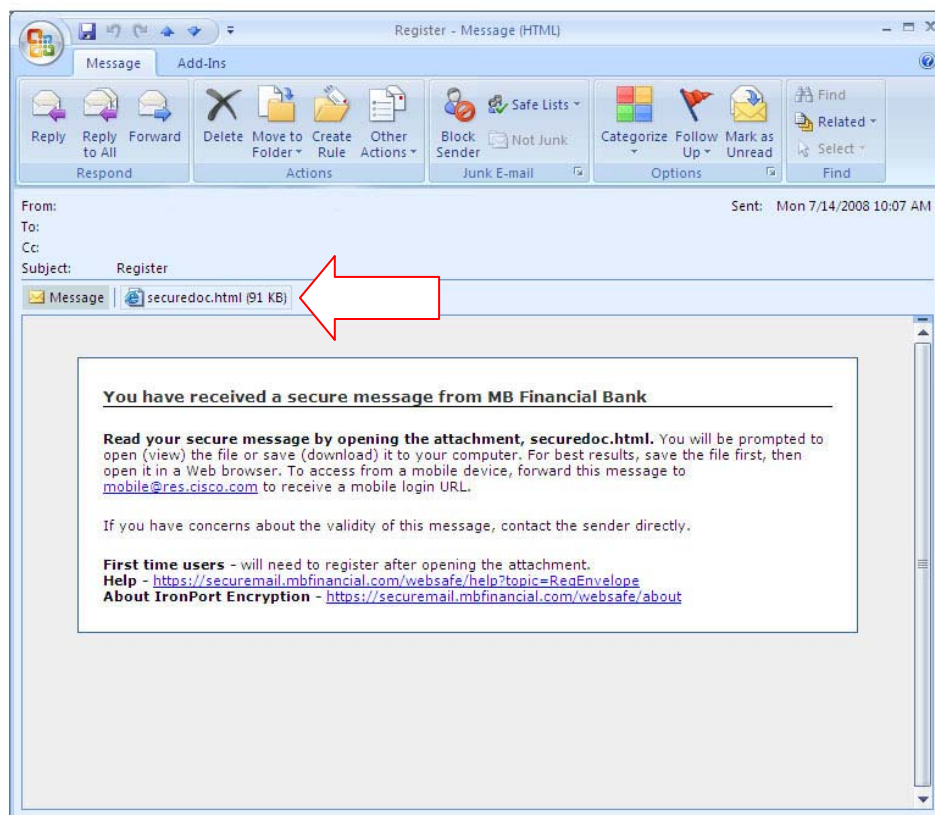 Register - Message (HTML)
Message Add-Ins
Reply Reply to All Forward Delete Move to Folder Create Rule Other Actions Block Sender Safe Lists Not Junk Categorize Follow Up Mark as Unread Find Related Select
Respond Actions Junk E-mail Options Find
From: Sent: Mon 7/14/2008 10:07 AM
To:
Cc:
Subject: Register
Message securedoc.html (91 KB)
You have received a secure message from MB Financial Bank
Read your secure message by opening the attachment, securedoc.html. You will be prompted to
open (view) the file or save (download) it to your computer. For best results, save the file first, then
open it in a Web browser. To access from a mobile device, forward this message to
mobile@res.cisco.com to receive a mobile login URL.
If you have concerns about the validity of this message, contact the sender directly.
First time users - will need to register after opening the attachment.
Help - https://securemail.mbfinancial.com/websafe/help?topic=RegEnvelope
About IronPort Encryption - https://securemail.mbfinancial.com/websafe/about